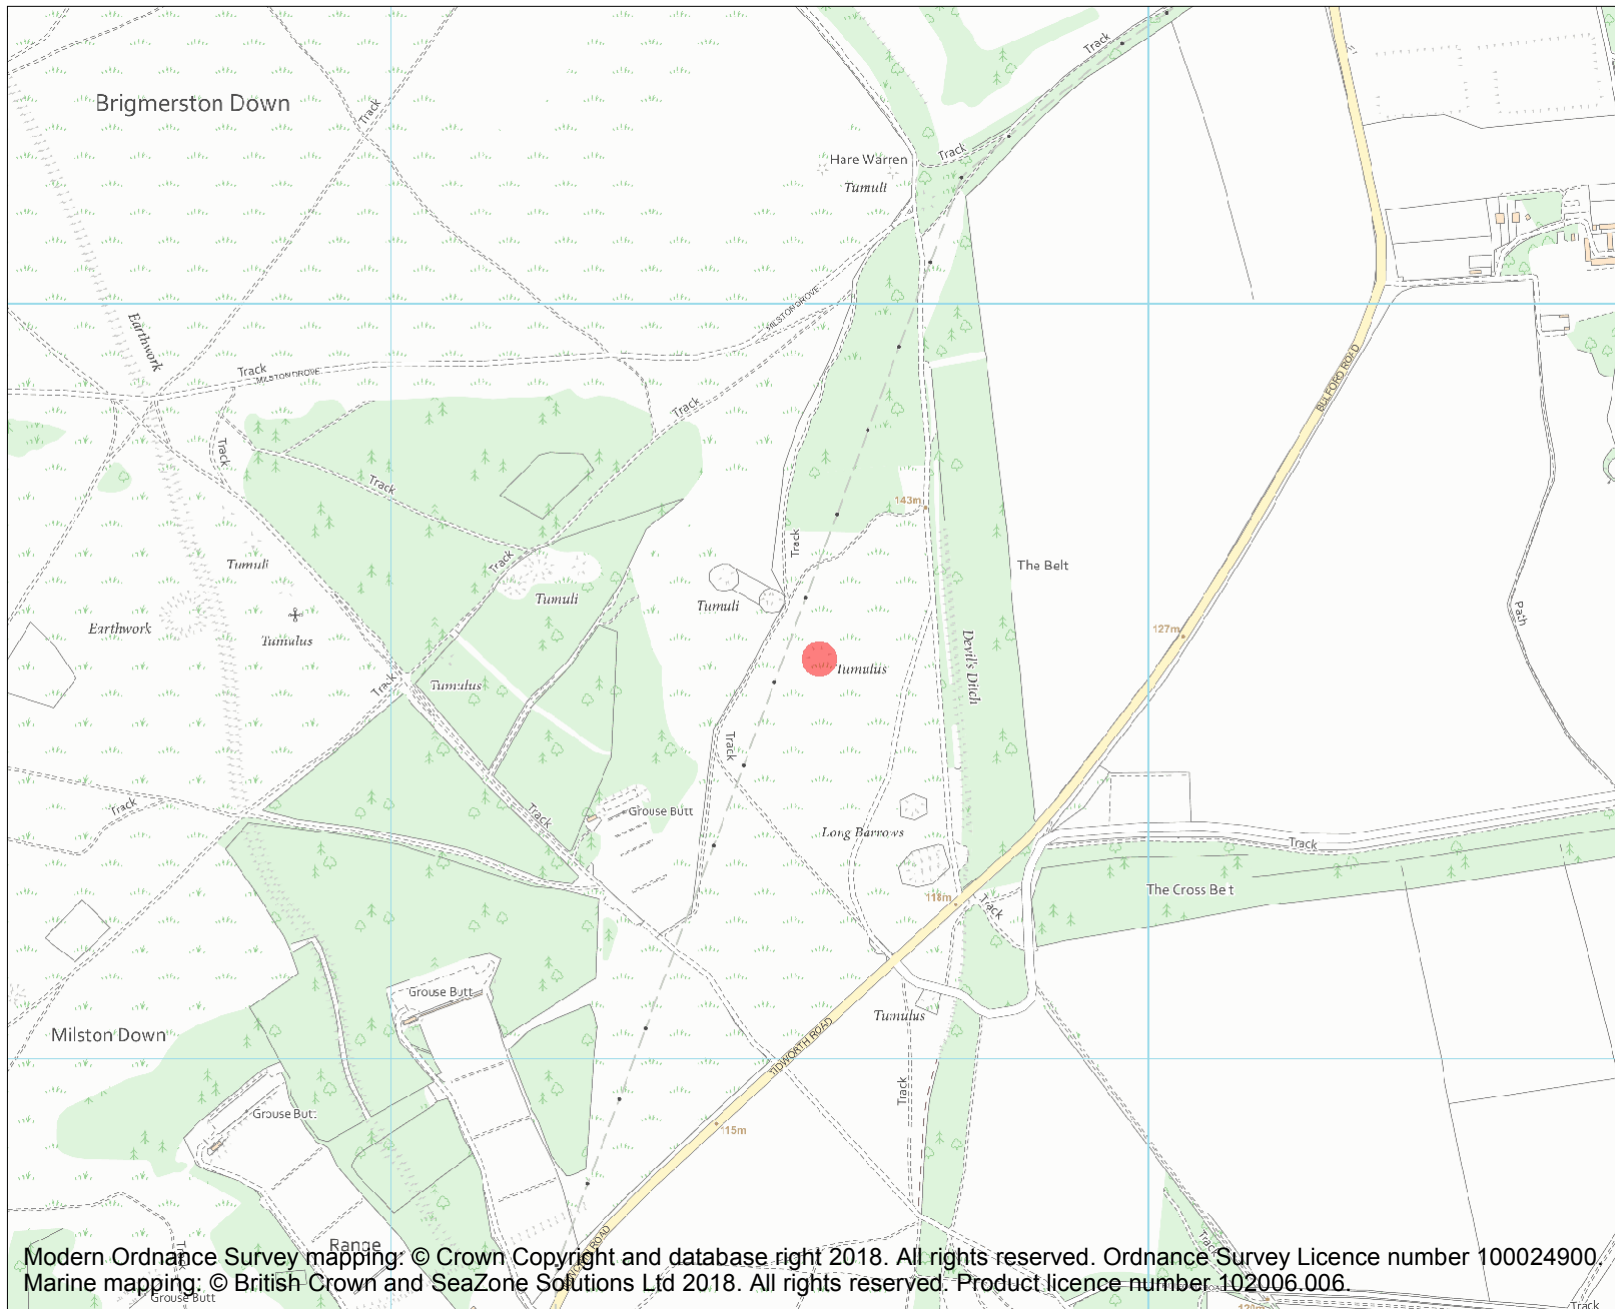 Track
Brigmerston Down
Track
Hare Warren
Track
Tumuli
MILSTON DROVE
Earthwork
Track
MILSTON DROVE
BULFORD ROAD
Track
Track
Track
143m
Track
Track
Tumuli
The Belt
Tumuli
Tumuli
Path
Earthwork
Tumulus
127m
Devil's Ditch
Tumulus
Track
Tumulus
Track
Track
Track
Grouse Butt
Long Barrows
Track
The Cross Belt
118m
Track
Grouse Butt
Tumulus
Milston Down
TIDWORTH ROAD
Track
Grouse Butt
115m
Track
Track
Range
Modern Ordnance Survey mapping: © Crown Copyright and database right 2018. All rights reserved. Ordnance Survey Licence number 100024900.
Marine mapping: © British Crown and SeaZone Solutions Ltd 2018. All rights reserved. Product licence number 102006.006.
Grouse Butt
Track